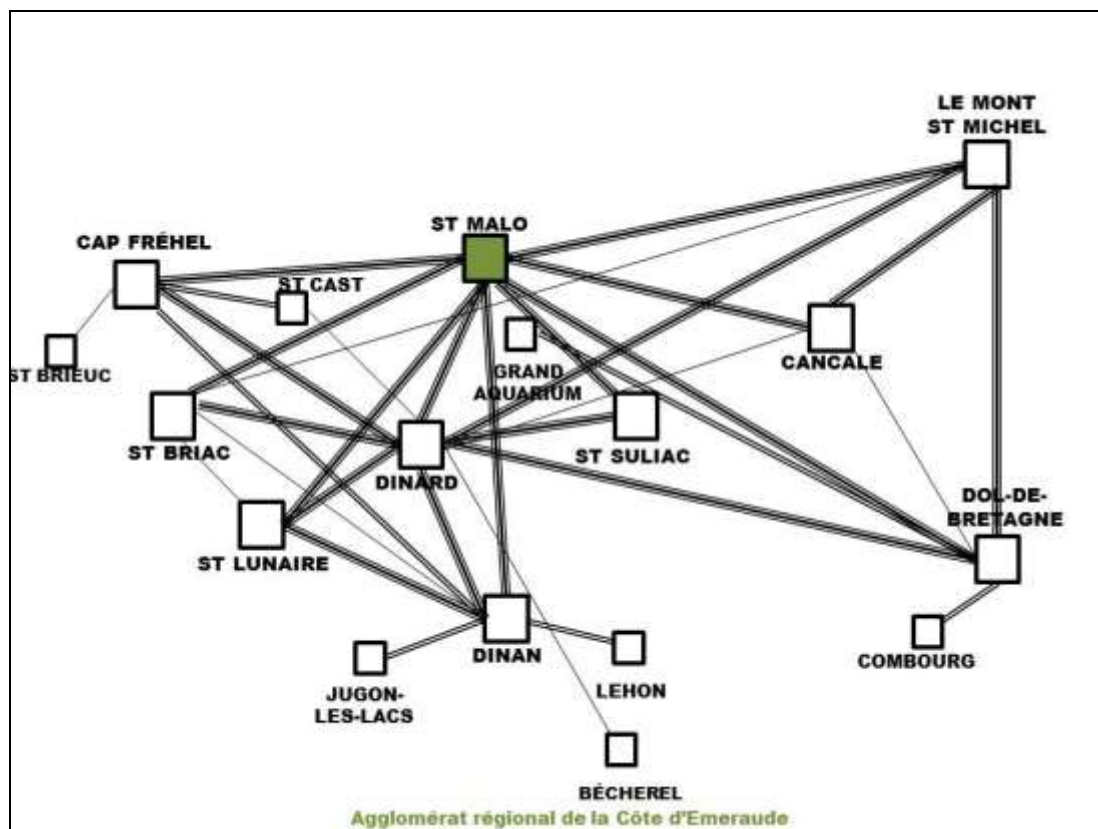 LE MONT
ST MICHEL
ST MALO
CAP FRÉHEL
ST CAST
GRAND
AQUARIUM
CANCALE
ST BRIEUC
ST BRIAC
DINARD
ST SULIAC
DOL-DE-
BRETAGNE
ST LUNAIRE
DINAN
COMBOURG
JUGON-
LES-LACS
LEHON
BÉCHEREL
Agglomérat régional de la Côte d'Emeraude